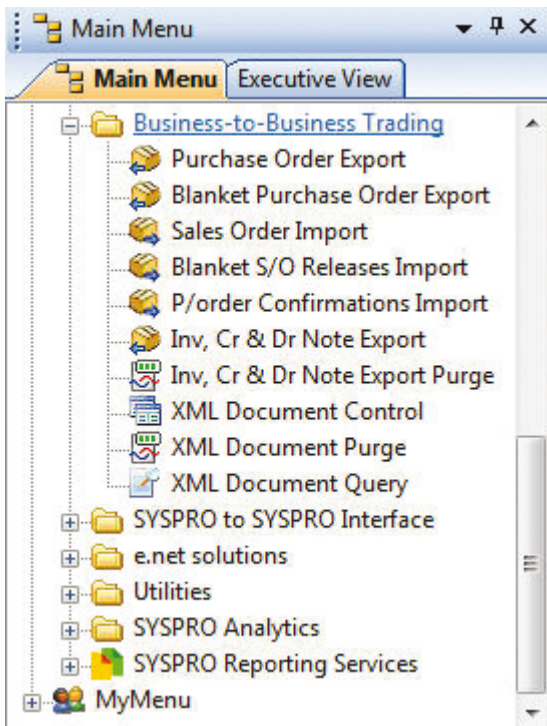 Main Menu
Main Menu Executive View
Business-to-Business Trading
Purchase Order Export
Blanket Purchase Order Export
Sales Order Import
Blanket S/O Releases Import
P/order Confirmations Import
Inv, Cr & Dr Note Export
Inv, Cr & Dr Note Export Purge
XML Document Control
XML Document Purge
XML Document Query
SYSPRO to SYSPRO Interface
e.net solutions
Utilities
SYSPRO Analytics
SYSPRO Reporting Services
MyMenu